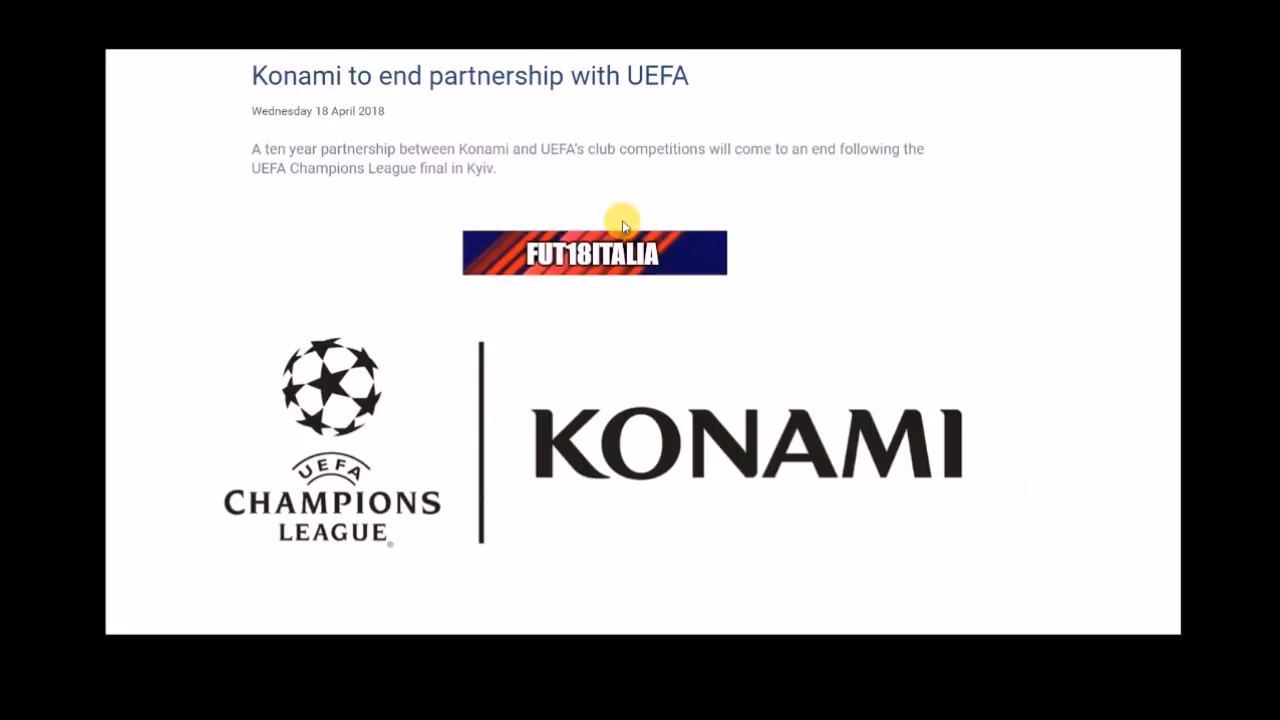 Konami to end partnership with UEFA
Wednesday 18 April 2018
A ten year partnership between Konami and UEFA's club competitions will come to an end following the
UEFA Champions League final in Kyiv.
FUT18ITALIA
UEFA
CHAMPIONS
LEAGUE
KONAMI